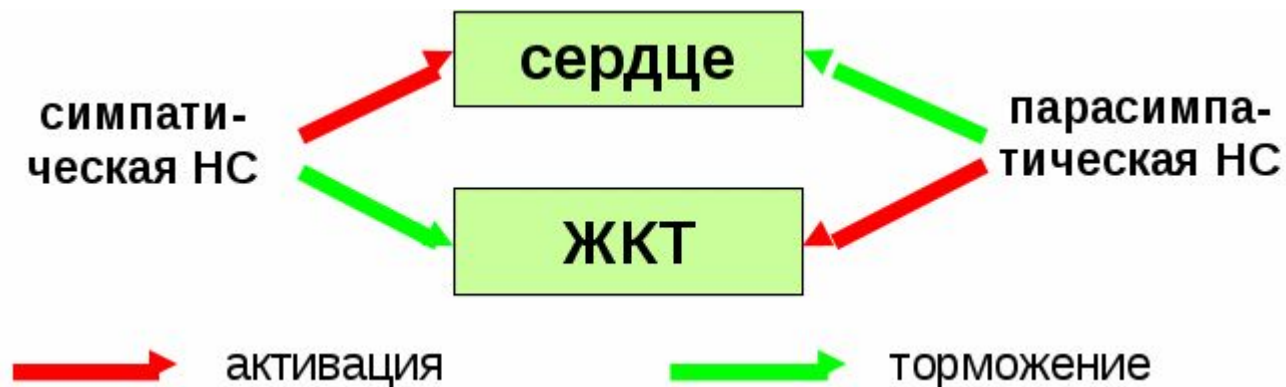 сердце
симпати-
ческая НС
парасимпа-
тическая НС
ЖКТ
активация
торможение